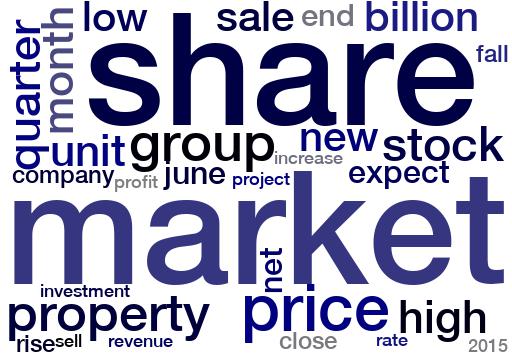 low sale end billion
quarter month share fall
unit group new stock
increase
company profit june project expect
market
net
investment
property price high
rise sell revenue close rate 2015